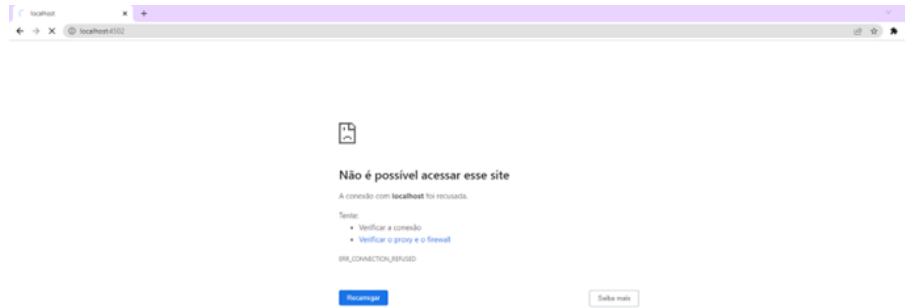 localhost
localhost:4502
Não é possível acessar esse site
A conexão com localhost foi recusada.
Tente:
Verificar a conexão
Verificar o proxy e o firewall
ERR_CONNECTION_REFUSED
Recarregar
Saiba mais